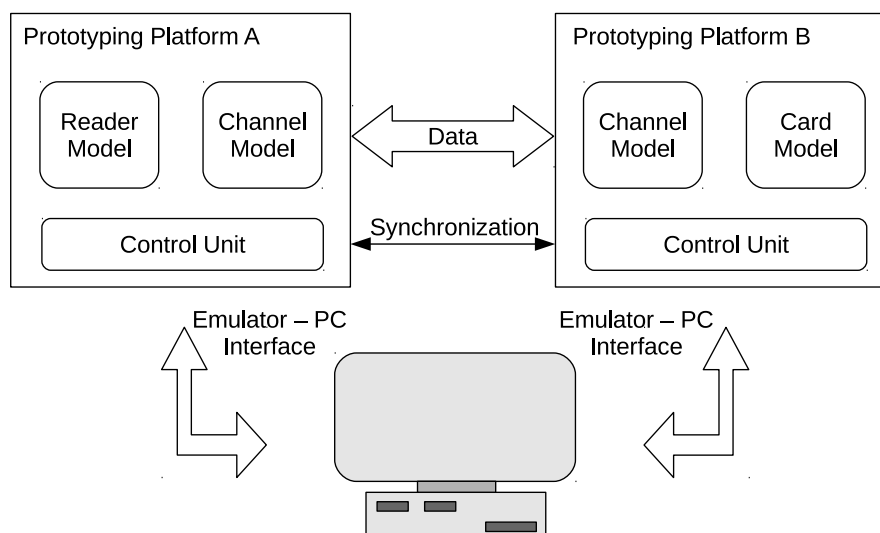 Prototyping Platform A
Reader
Model
Channel
Model
Control Unit
Data
Synchronization
Prototyping Platform B
Channel
Model
Card
Model
Control Unit
Emulator – PC
Interface
Emulator – PC
Interface